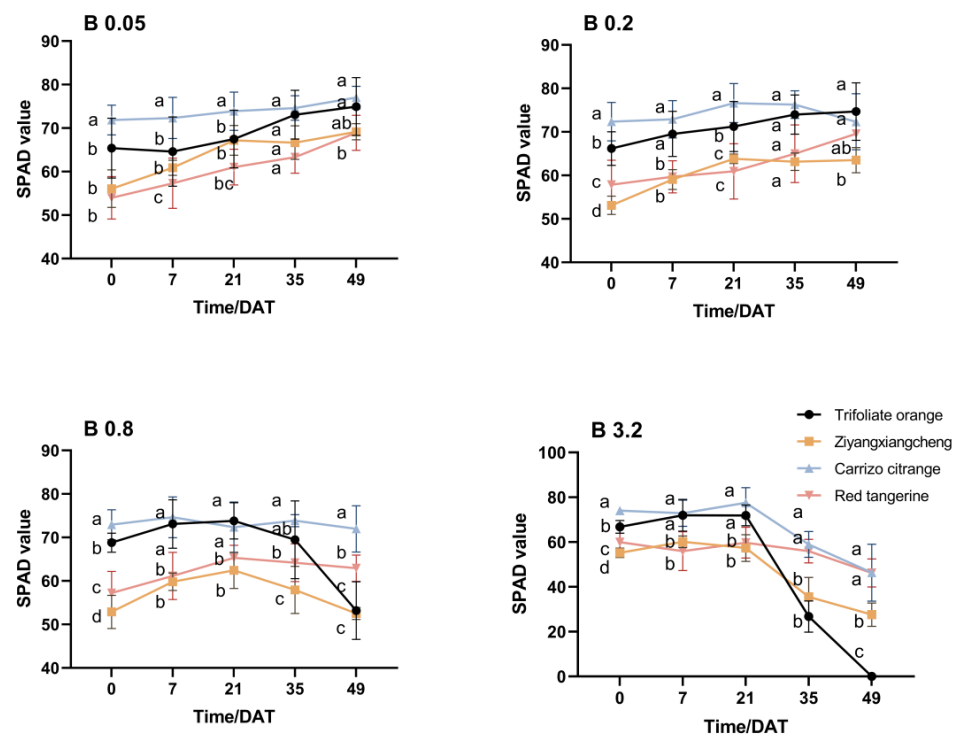 B 0.05
B 0.2
90
80
70
60
50
40
SPAD value
a
a
a
a
a
a
b
b
b
ab
b
b
b
a
b
b
c
bc
a
0
7
21
35
49
Time/DAT
90
80
70
60
50
40
SPAD value
a
a
a
a
a
b
a
b
a
a
c
b
c
a
ab
d
b
c
a
b
0
7
21
35
49
Time/DAT
B 0.8
B 3.2
90
80
70
60
50
40
SPAD value
a
a
a
a
a
b
a
a
ab
b
c
b
b
b
c
d
b
b
c
c
0
7
21
35
49
Time/DAT
100
80
60
40
20
0
SPAD value
a
a
a
a
b
a
a
a
c
b
b
b
a
d
b
b
b
b
c
0
7
21
35
49
Time/DAT
Trifoliate orange
Ziyangxiangcheng
Carrizo citrange
Red tangerine